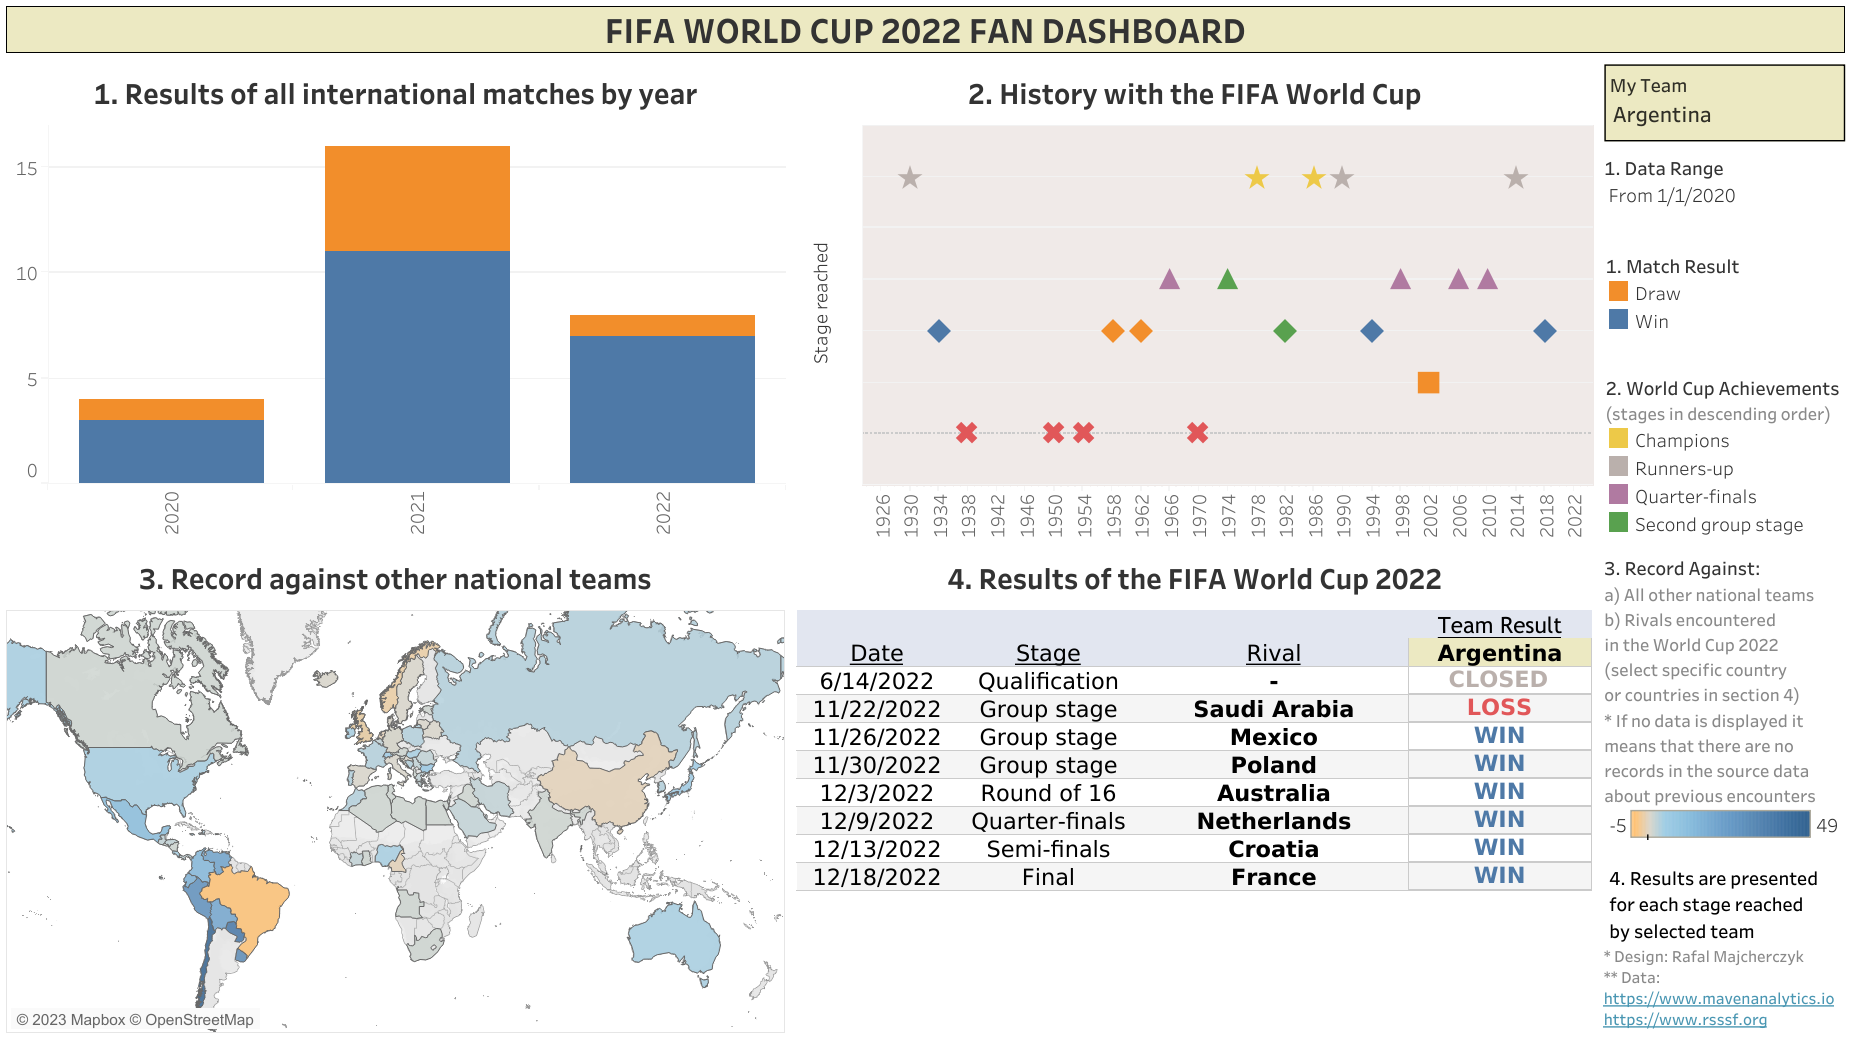 FIFA WORLD CUP 2022 FAN DASHBOARD
1. Results of all international matches by year
15
10
5
0
2020
2021
2022
2. History with the FIFA World Cup
Stage reached
1926
1930
1934
1938
1942
1946
1950
1954
1958
1962
1966
1970
1974
1978
1982
1986
1990
1994
1998
2002
2006
2010
2014
2018
2022
My Team
Argentina
1. Data Range
From 1/1/2020
1. Match Result
Draw
Win
2. World Cup Achievements
(stages in descending order)
Champions
Runners-up
Quarter-finals
Second group stage
3. Record against other national teams
© 2023 Mapbox © OpenStreetMap
4. Results of the FIFA World Cup 2022
Team Result
Date Stage Rival Argentina
6/14/2022 Qualification - CLOSED
11/22/2022 Group stage Saudi Arabia LOSS
11/26/2022 Group stage Mexico WIN
11/30/2022 Group stage Poland WIN
12/3/2022 Round of 16 Australia WIN
12/9/2022 Quarter-finals Netherlands WIN
12/13/2022 Semi-finals Croatia WIN
12/18/2022 Final France WIN
3. Record Against:
a) All other national teams
b) Rivals encountered
in the World Cup 2022
(select specific country
or countries in section 4)
* If no data is displayed it
means that there are no
records in the source data
about previous encounters
-5 49
4. Results are presented
for each stage reached
by selected team
* Design: Rafal Majcherczyk
** Data:
https://www.mavenanalytics.io
https://www.rsssf.org